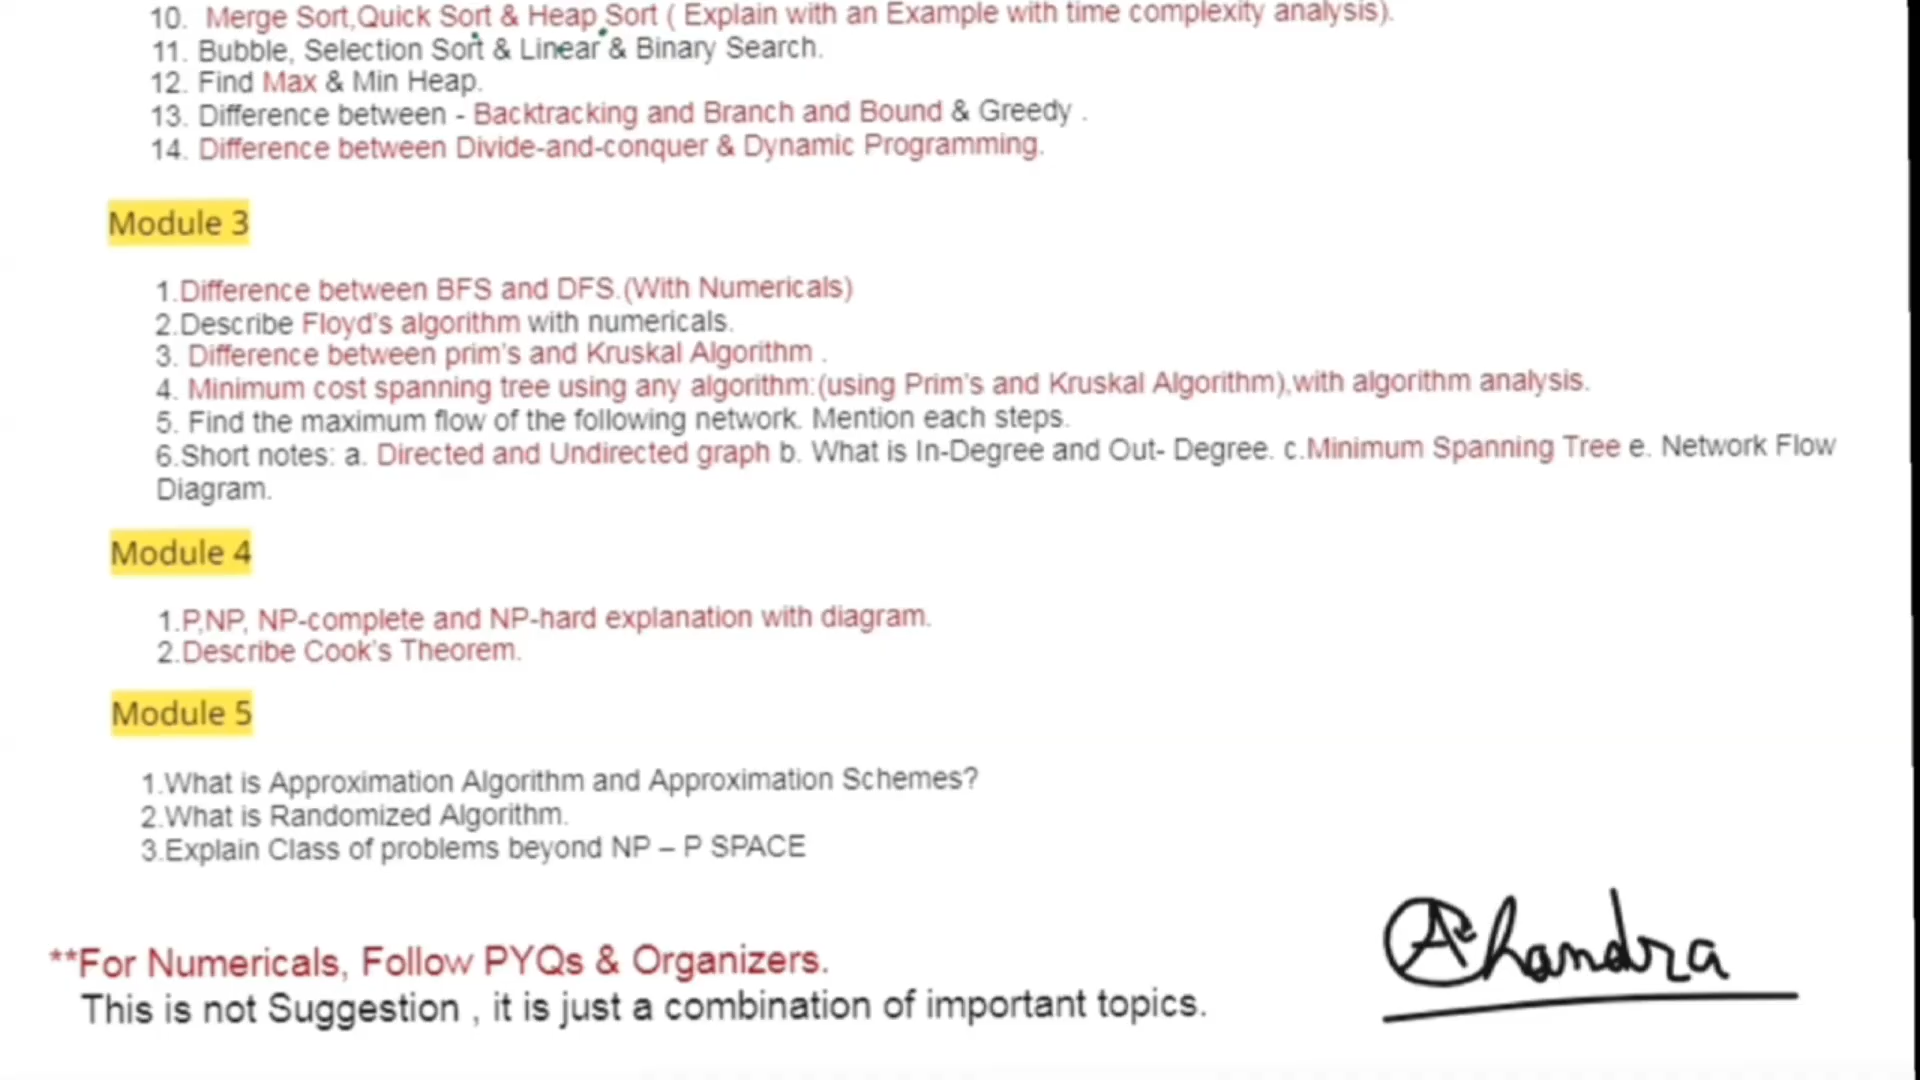 10. Merge Sort,Quick Sort & Heap Sort ( Explain with an Example with time complexity analysis).
11. Bubble, Selection Sort & Linear & Binary Search.
12. Find Max & Min Heap.
13. Difference between - Backtracking and Branch and Bound & Greedy .
14. Difference between Divide-and-conquer & Dynamic Programming.
Module 3
1.Difference between BFS and DFS.(With Numericals)
2.Describe Floyd's algorithm with numericals.
3. Difference between prim's and Kruskal Algorithm .
4. Minimum cost spanning tree using any algorithm:(using Prim's and Kruskal Algorithm),with algorithm analysis.
5. Find the maximum flow of the following network. Mention each steps.
6.Short notes: a. Directed and Undirected graph b. What is In-Degree and Out- Degree. c.Minimum Spanning Tree e. Network Flow
Diagram.
Module 4
1.P,NP, NP-complete and NP-hard explanation with diagram.
2.Describe Cook's Theorem.
Module 5
1.What is Approximation Algorithm and Approximation Schemes?
2.What is Randomized Algorithm.
3.Explain Class of problems beyond NP – P SPACE
**For Numericals, Follow PYQs & Organizers.
This is not Suggestion , it is just a combination of important topics.
AChandra